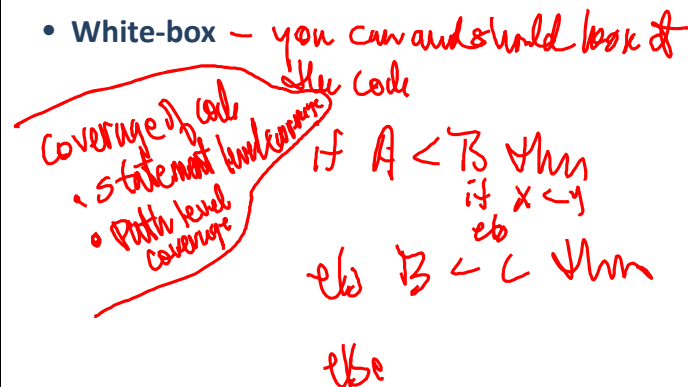 • White-box – you can and should look at
the code
coverage of code
• statement level coverage
• Path level
coverage
if A < B then
if x < y
else
else B < C then
else